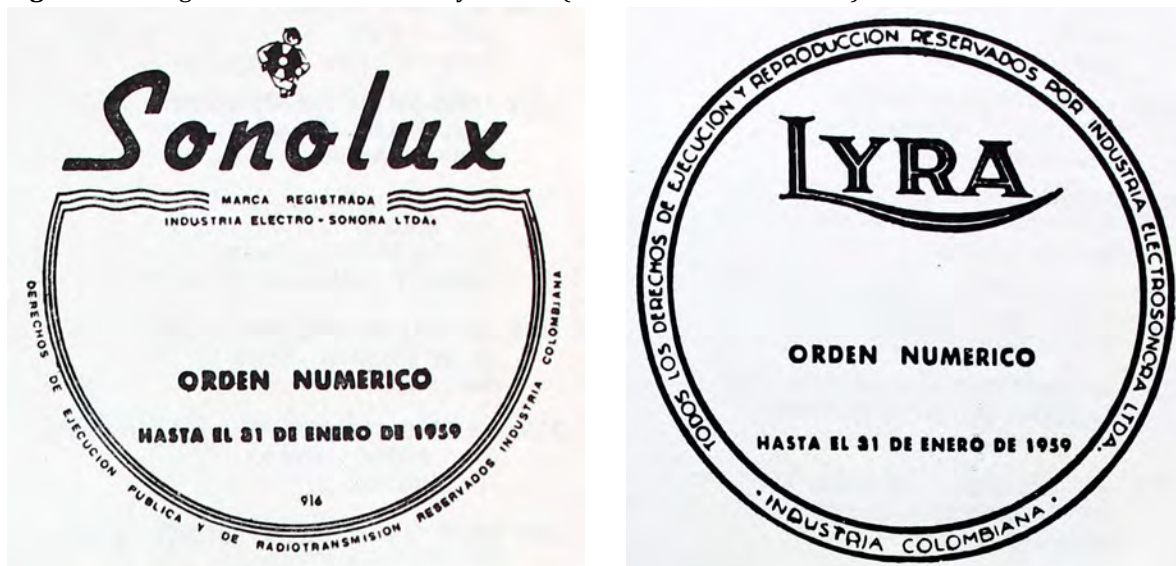 Sonolux
MARCA REGISTRADA
INDUSTRIA ELECTRO-SONORA LTDA.
ORDEN NUMERICO
HASTA EL 31 DE ENERO DE 1959
916
DERECHOS DE EJECUCION PUBLICA Y DE RADIOTRANSMISION RESERVADOS INDUSTRIA COLOMBIANA
TODOS LOS DERECHOS DE EJECUCION Y REPRODUCCION RESERVADOS POR INDUSTRIA ELECTROSONORA LTDA.
LYRA
ORDEN NUMERICO
HASTA EL 31 DE ENERO DE 1959
· INDUSTRIA COLOMBIANA ·